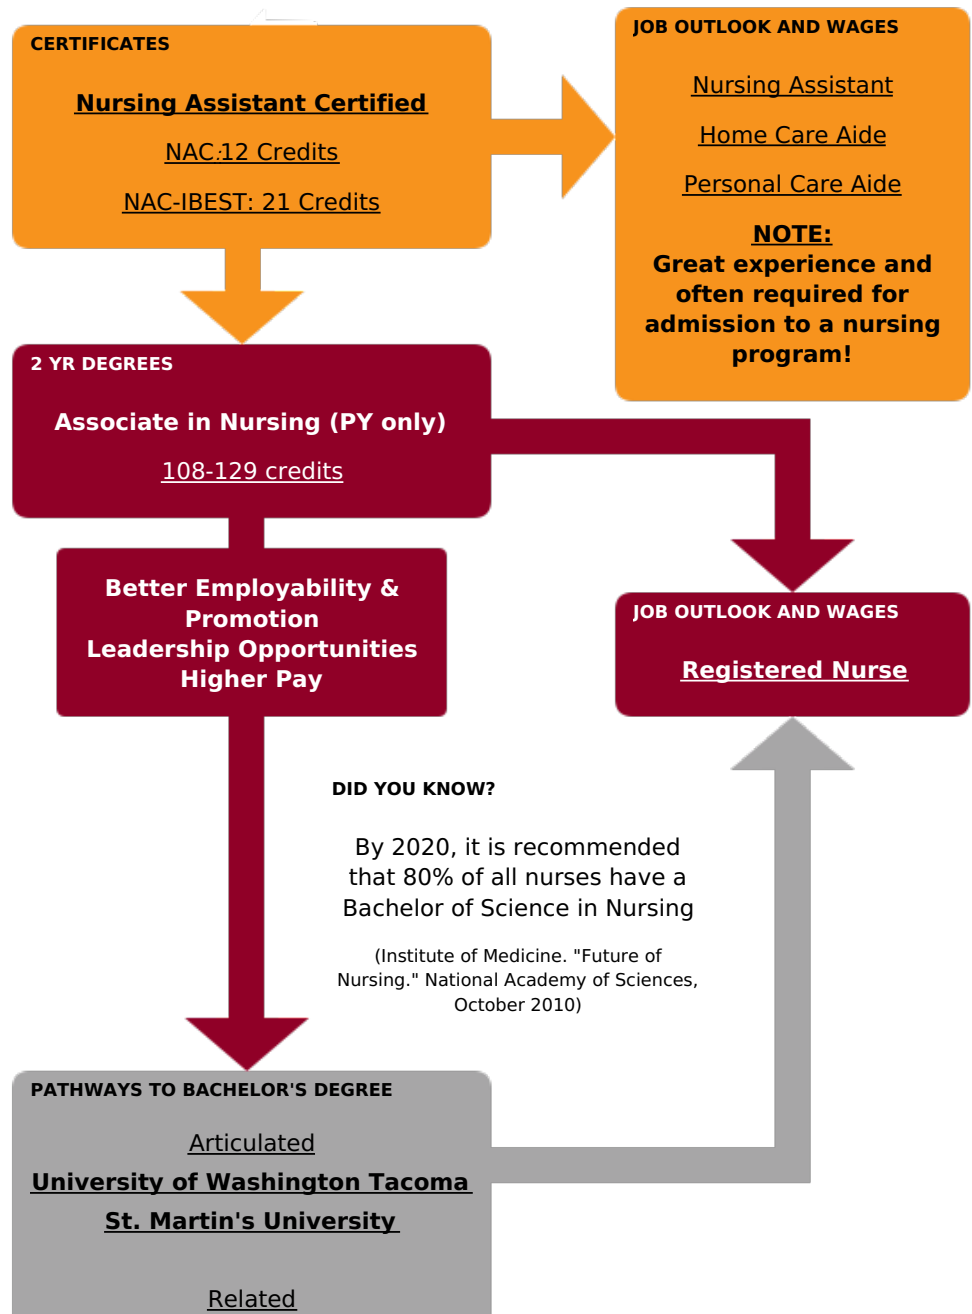 CERTIFICATES
Nursing Assistant Certified
NAC:12 Credits
NAC-IBEST: 21 Credits
JOB OUTLOOK AND WAGES
Nursing Assistant
Home Care Aide
Personal Care Aide
NOTE:
Great experience and
often required for
admission to a nursing
program!
2 YR DEGREES
Associate in Nursing (PY only)
108-129 credits
Better Employability &
Promotion
Leadership Opportunities
Higher Pay
JOB OUTLOOK AND WAGES
Registered Nurse
DID YOU KNOW?
By 2020, it is recommended
that 80% of all nurses have a
Bachelor of Science in Nursing
(Institute of Medicine. "Future of
Nursing." National Academy of Sciences,
October 2010)
PATHWAYS TO BACHELOR'S DEGREE
Articulated
University of Washington Tacoma
St. Martin's University
Related